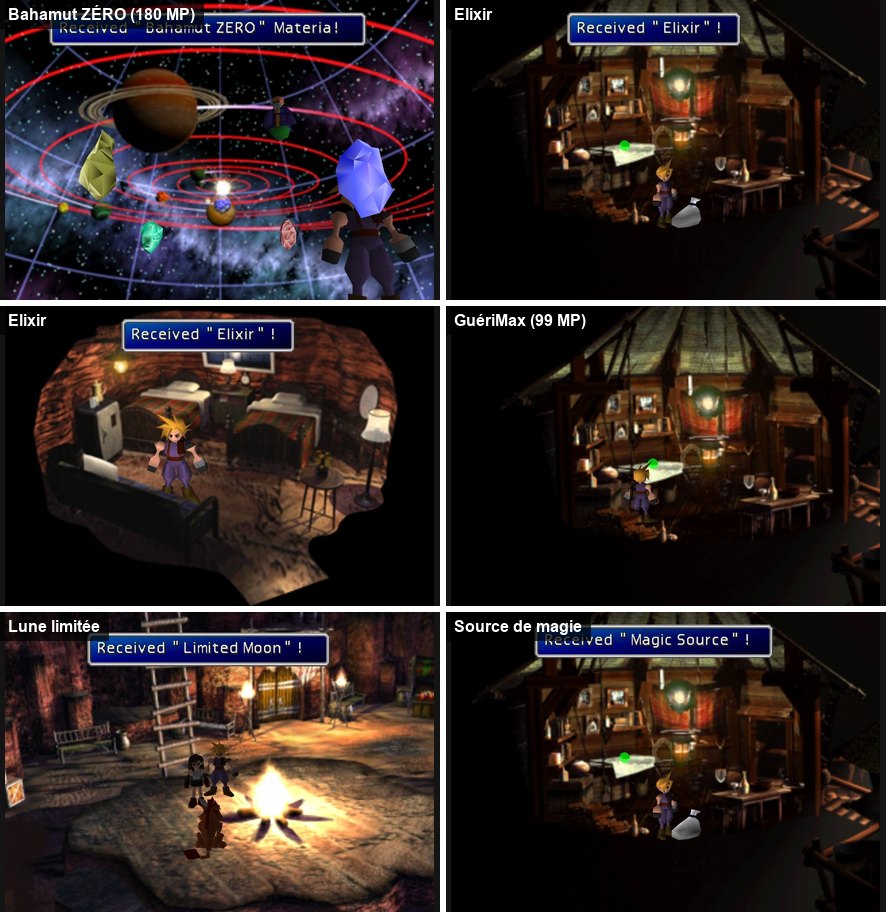 Bahamut ZÉRO (180 MP)
Received "Bahamut ZERO" Materia!
Elixir
Received "Elixir" !
Elixir
Received "Elixir" !
GuériMax (99 MP)
Lune limitée
Received "Limited Moon" !
Source de magie
Received "Magic Source" !